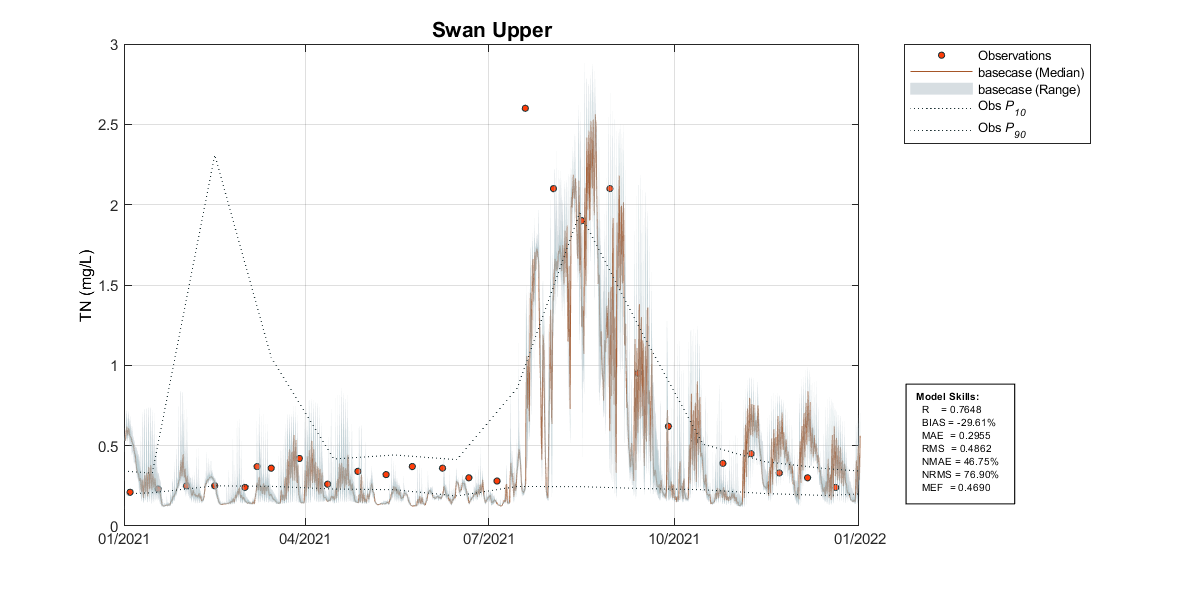 Swan Upper
3
2.5
2
1.5
1
0.5
0
TN (mg/L)
01/2021
04/2021
07/2021
10/2021
01/2022
Observations
basecase (Median)
basecase (Range)
Obs P10
Obs P90
Model Skills:
R = 0.7648
BIAS = -29.61%
MAE = 0.2955
RMS = 0.4862
NMAE = 46.75%
NRMS = 76.90%
MEF = 0.4690